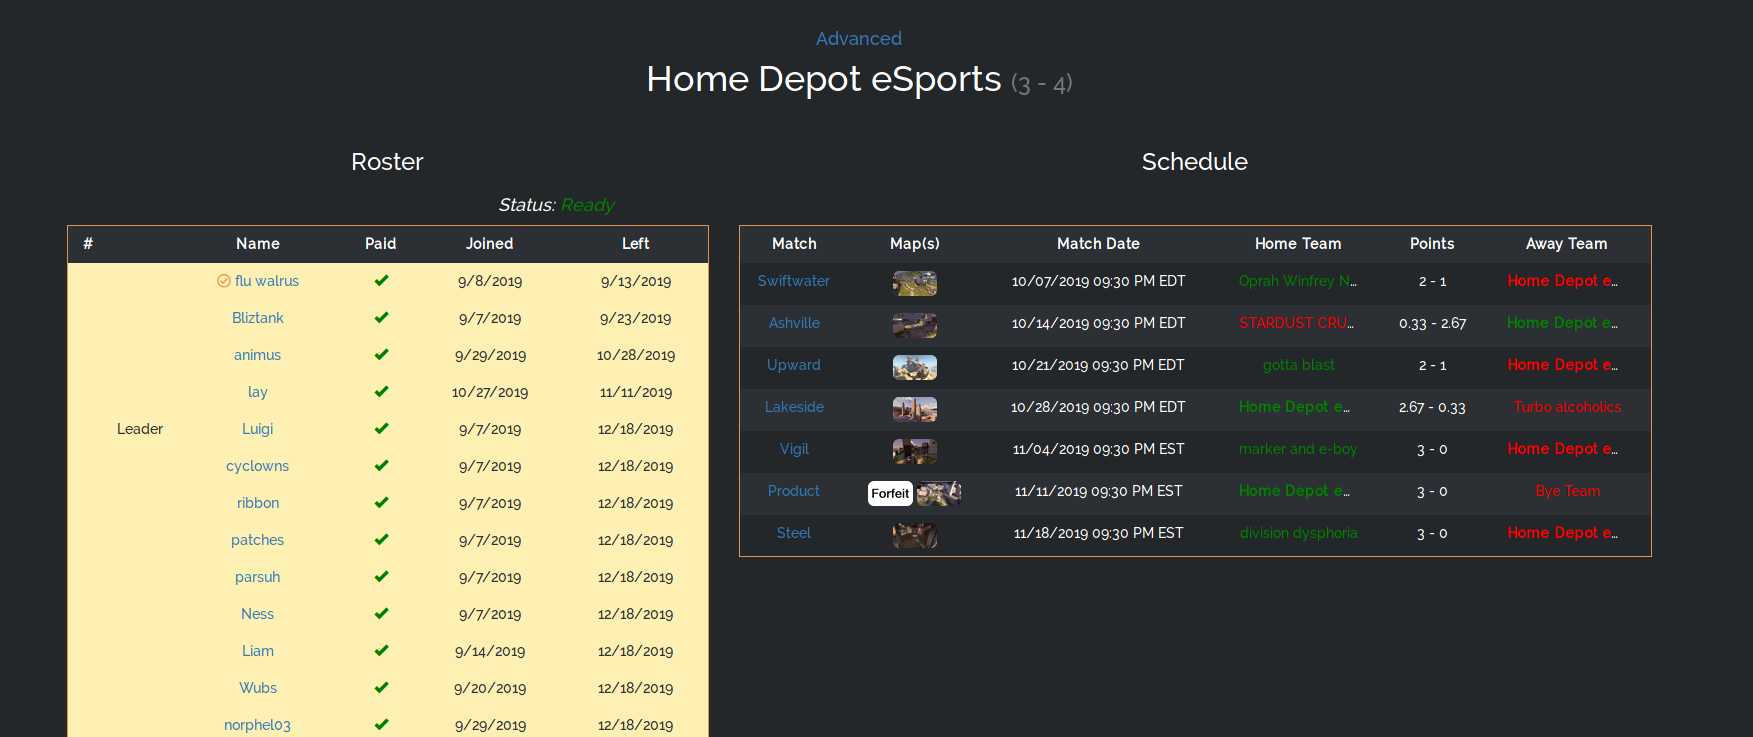 Advanced
Home Depot eSports (3 - 4)
Roster
Status: Ready
# Name Paid Joined Left
flu walrus 9/8/2019 9/13/2019
Bliztank 9/7/2019 9/23/2019
animus 9/29/2019 10/28/2019
lay 10/27/2019 11/11/2019
Leader Luigi 9/7/2019 12/18/2019
cyclowns 9/7/2019 12/18/2019
ribbon 9/7/2019 12/18/2019
patches 9/7/2019 12/18/2019
parsuh 9/7/2019 12/18/2019
Ness 9/7/2019 12/18/2019
Liam 9/14/2019 12/18/2019
Wubs 9/20/2019 12/18/2019
norphel03 9/29/2019 12/18/2019
Schedule
Match Map(s) Match Date Home Team Points Away Team
Swiftwater 10/07/2019 09:30 PM EDT Oprah Winfrey N... 2 - 1 Home Depot e...
Ashville 10/14/2019 09:30 PM EDT STARDUST CRU... 0.33 - 2.67 Home Depot e...
Upward 10/21/2019 09:30 PM EDT gotta blast 2 - 1 Home Depot e...
Lakeside 10/28/2019 09:30 PM EDT Home Depot e... 2.67 - 0.33 Turbo alcoholics
Vigil 11/04/2019 09:30 PM EST marker and e-boy 3 - 0 Home Depot e...
Product Forfeit 11/11/2019 09:30 PM EST Home Depot e... 3 - 0 Bye Team
Steel 11/18/2019 09:30 PM EST division dysphoria 3 - 0 Home Depot e...